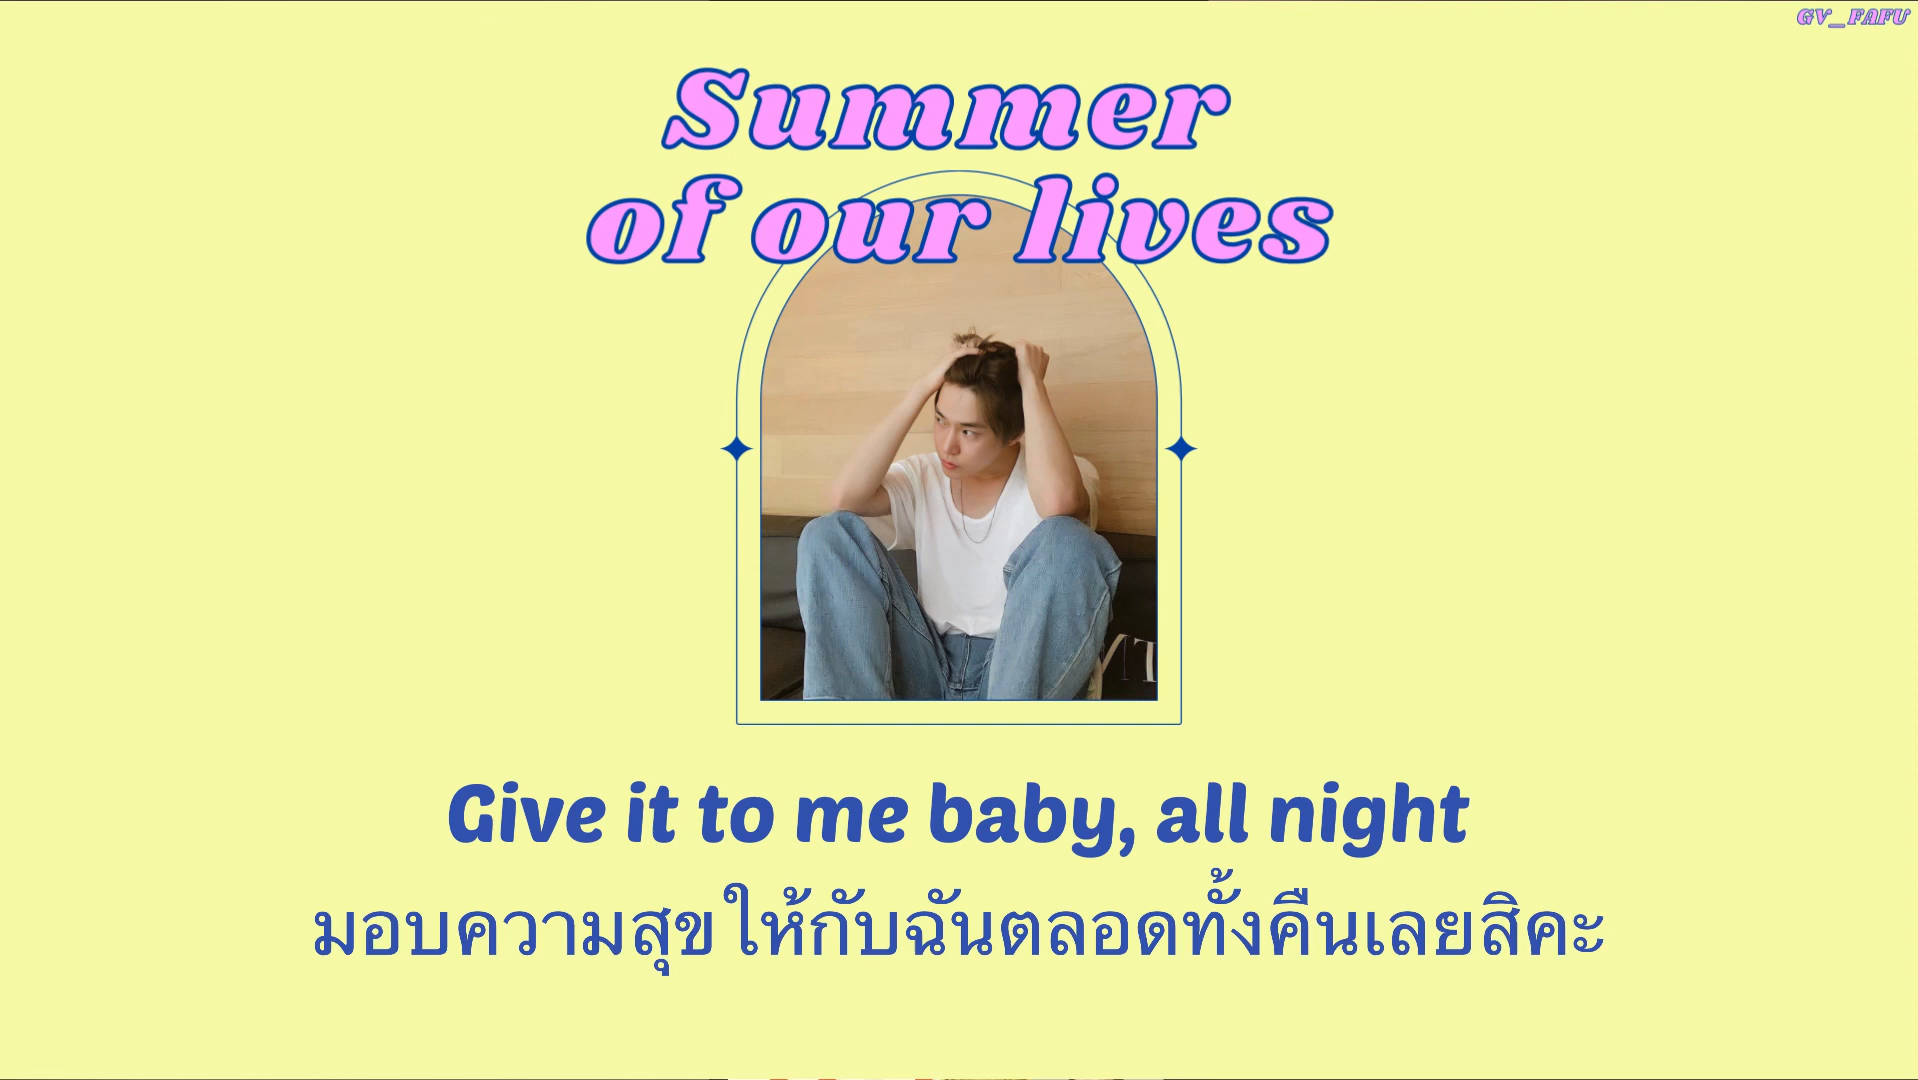 GV_FAFU
Summer
of our lives
Give it to me baby, all night
มอบความสุขให้กับฉันตลอดทั้งคืนเลยสิคะ